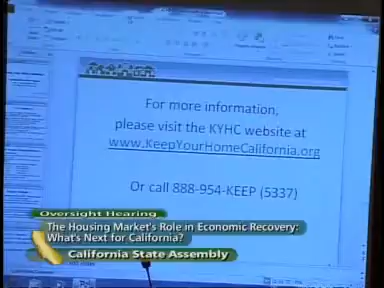 For more information,
please visit the KYHC website at
www.KeepYourHomeCalifornia.org
Or call 888-954-KEEP (5337)
Oversight Hearing
The Housing Market's Role in Economic Recovery:
What's Next for California?
California State Assembly